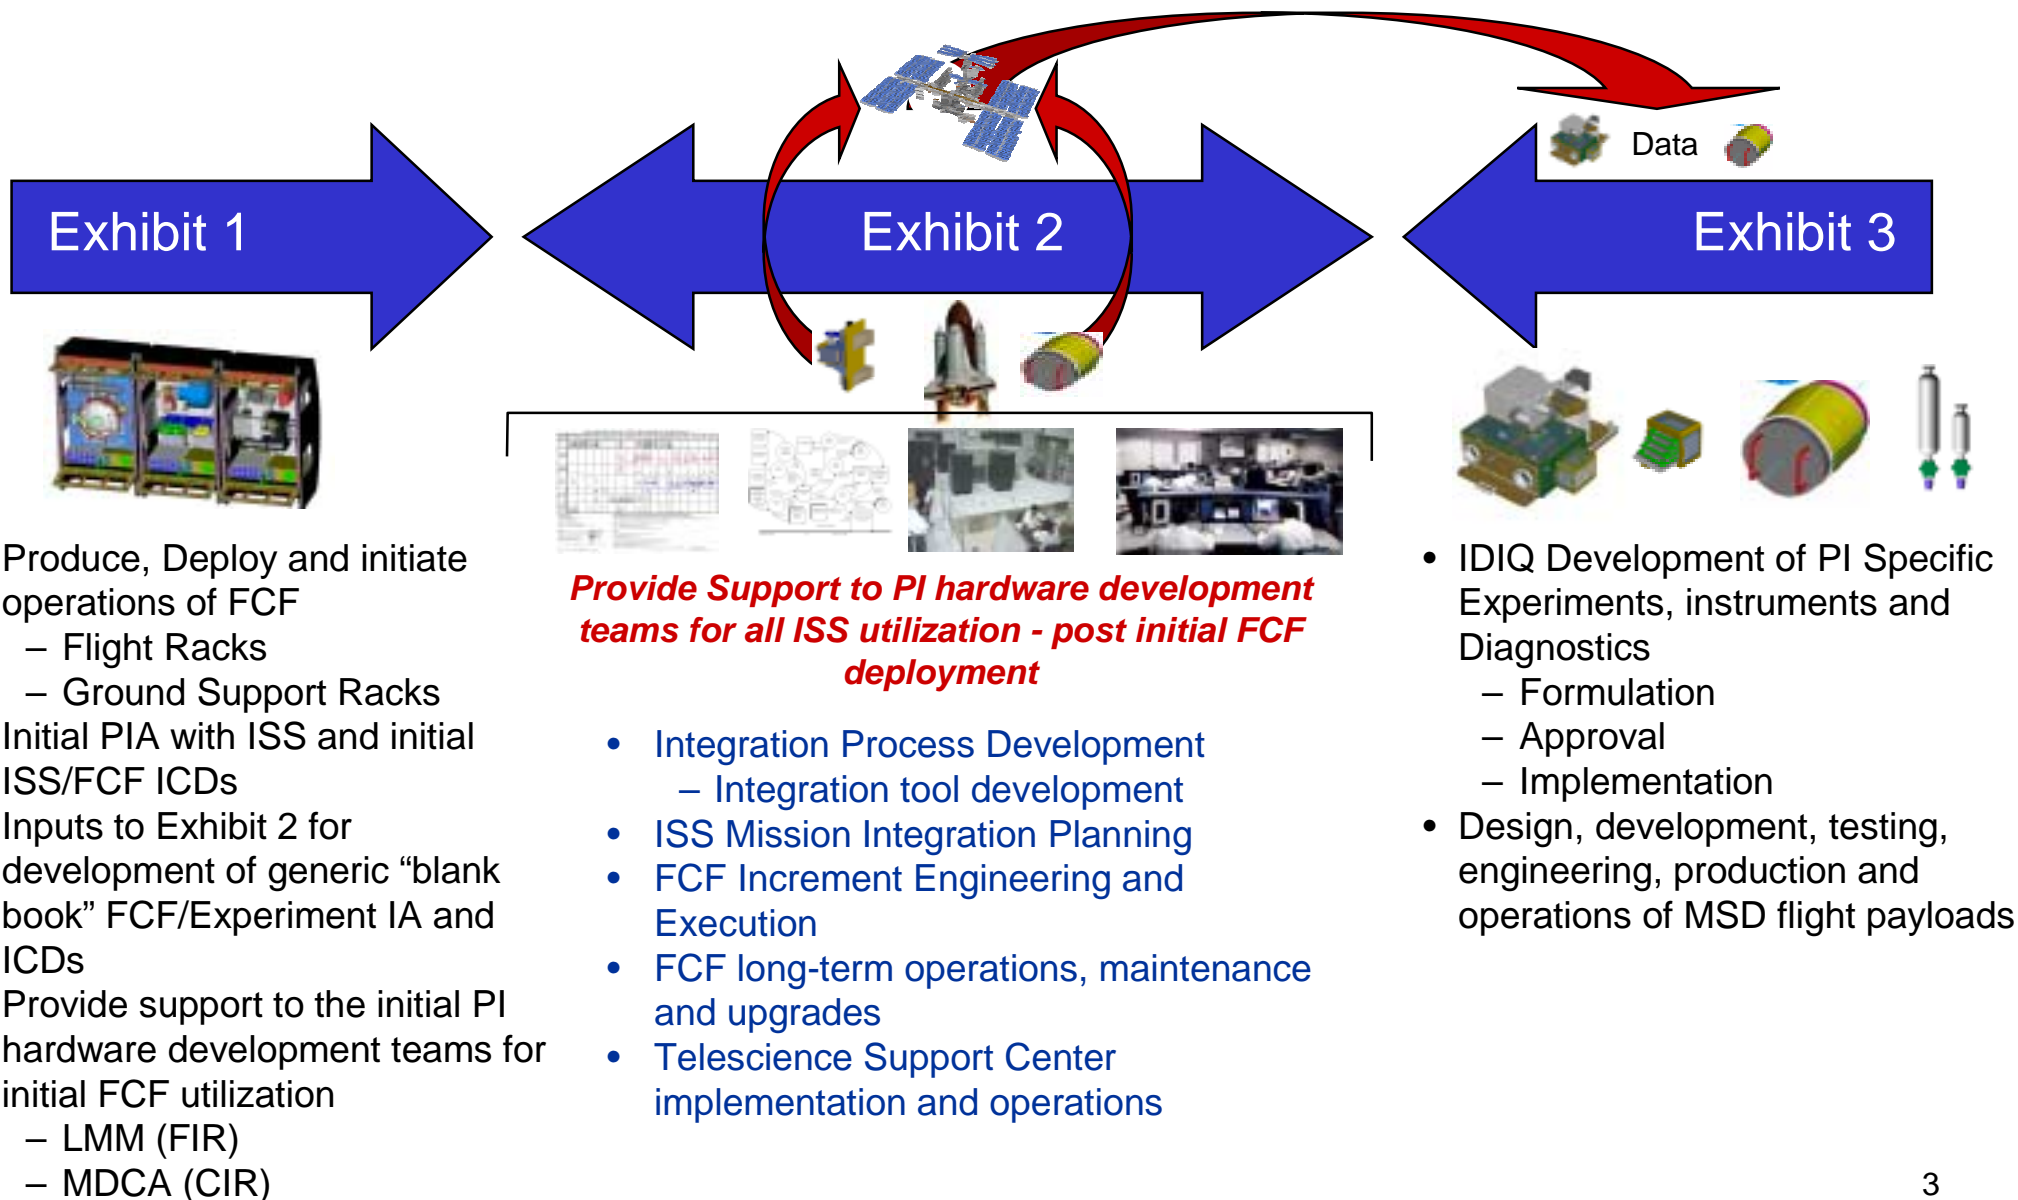 Data
Exhibit 1
Exhibit 2
Exhibit 3
Produce, Deploy and initiate
operations of FCF
– Flight Racks
– Ground Support Racks
Initial PIA with ISS and initial
ISS/FCF ICDs
Inputs to Exhibit 2 for
development of generic “blank
book” FCF/Experiment IA and
ICDs
Provide support to the initial PI
hardware development teams for
initial FCF utilization
– LMM (FIR)
– MDCA (CIR)
Provide Support to PI hardware development
teams for all ISS utilization - post initial FCF
deployment
• Integration Process Development
– Integration tool development
• ISS Mission Integration Planning
• FCF Increment Engineering and
Execution
• FCF long-term operations, maintenance
and upgrades
• Telescience Support Center
implementation and operations
• IDIQ Development of PI Specific
Experiments, instruments and
Diagnostics
– Formulation
– Approval
– Implementation
• Design, development, testing,
engineering, production and
operations of MSD flight payloads
3